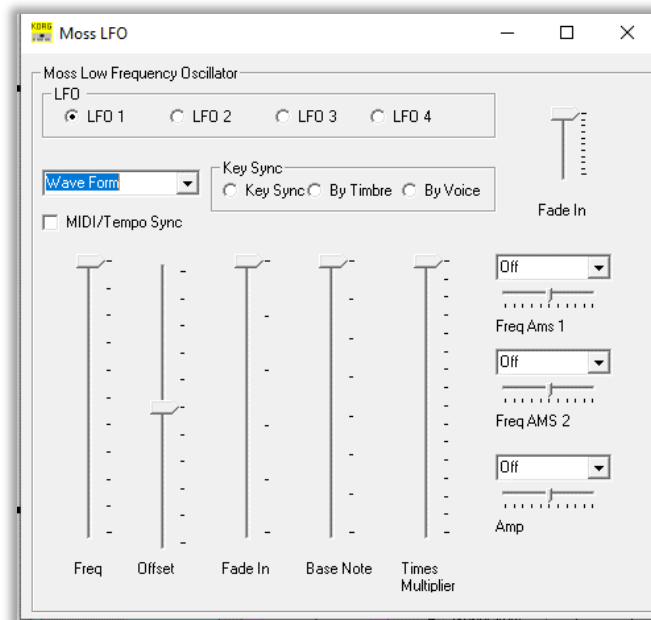 KORG
Moss LFO
Moss Low Frequency Oscillator
LFO
LFO 1 LFO 2 LFO 3 LFO 4
Wave Form
Key Sync
Key Sync By Timbre By Voice
Fade In
MIDI/Tempo Sync
Off
Freq Ams 1
Off
Freq AMS 2
Off
Amp
Freq Offset Fade In Base Note Times
Multiplier